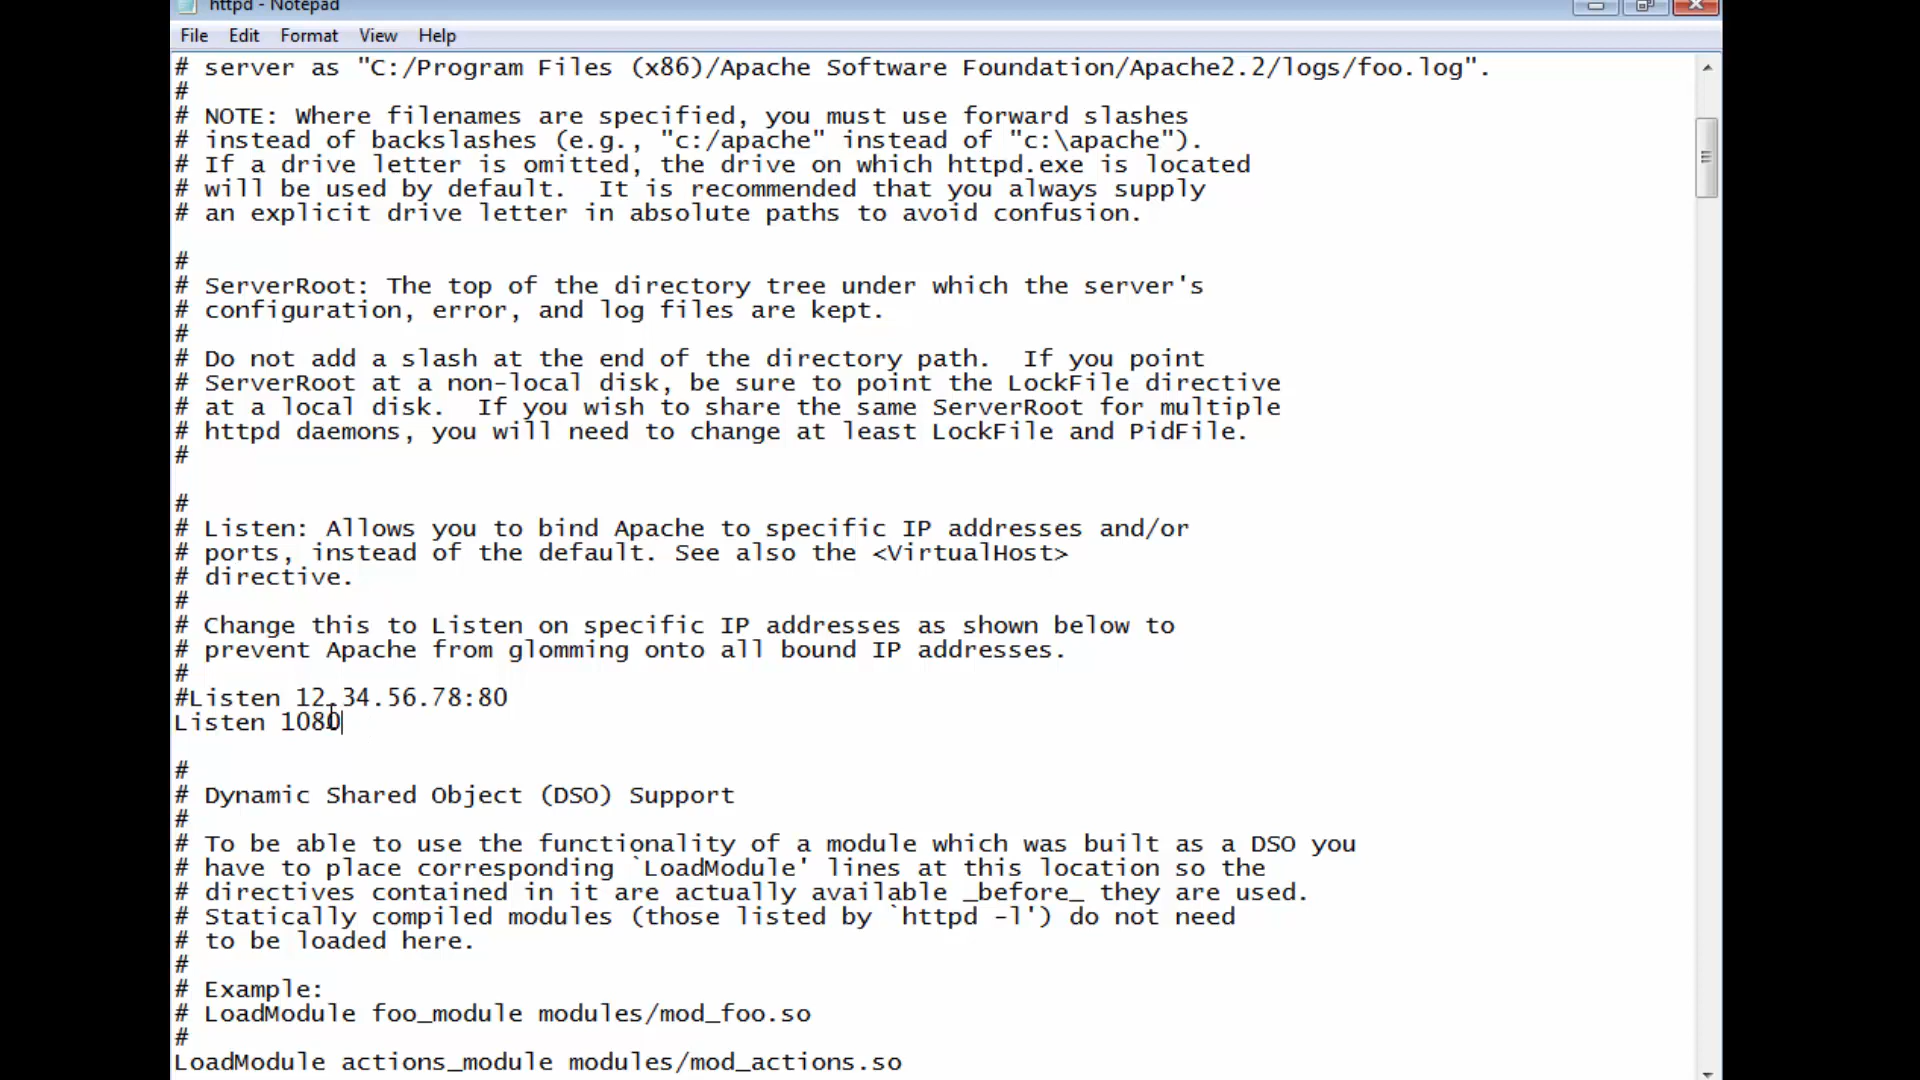 httpd - Notepad
File Edit Format View Help
# server as "C:/Program Files (x86)/Apache Software Foundation/Apache2.2/logs/foo.log".
#
# NOTE: Where filenames are specified, you must use forward slashes
# instead of backslashes (e.g., "c:/apache" instead of "c:\apache").
# If a drive letter is omitted, the drive on which httpd.exe is located
# will be used by default.  It is recommended that you always supply
# an explicit drive letter in absolute paths to avoid confusion.
#
# ServerRoot: The top of the directory tree under which the server's
# configuration, error, and log files are kept.
#
# Do not add a slash at the end of the directory path.  If you point
# ServerRoot at a non-local disk, be sure to point the LockFile directive
# at a local disk.  If you wish to share the same ServerRoot for multiple
# httpd daemons, you will need to change at least LockFile and PidFile.
#
#
# Listen: Allows you to bind Apache to specific IP addresses and/or
# ports, instead of the default. See also the <VirtualHost>
# directive.
#
# Change this to Listen on specific IP addresses as shown below to
# prevent Apache from glomming onto all bound IP addresses.
#
#Listen 12.34.56.78:80
Listen 1080
#
# Dynamic Shared Object (DSO) Support
#
# To be able to use the functionality of a module which was built as a DSO you
# have to place corresponding `LoadModule' lines at this location so the
# directives contained in it are actually available _before_ they are used.
# Statically compiled modules (those listed by `httpd -l') do not need
# to be loaded here.
#
# Example:
# LoadModule foo_module modules/mod_foo.so
#
LoadModule actions_module modules/mod_actions.so